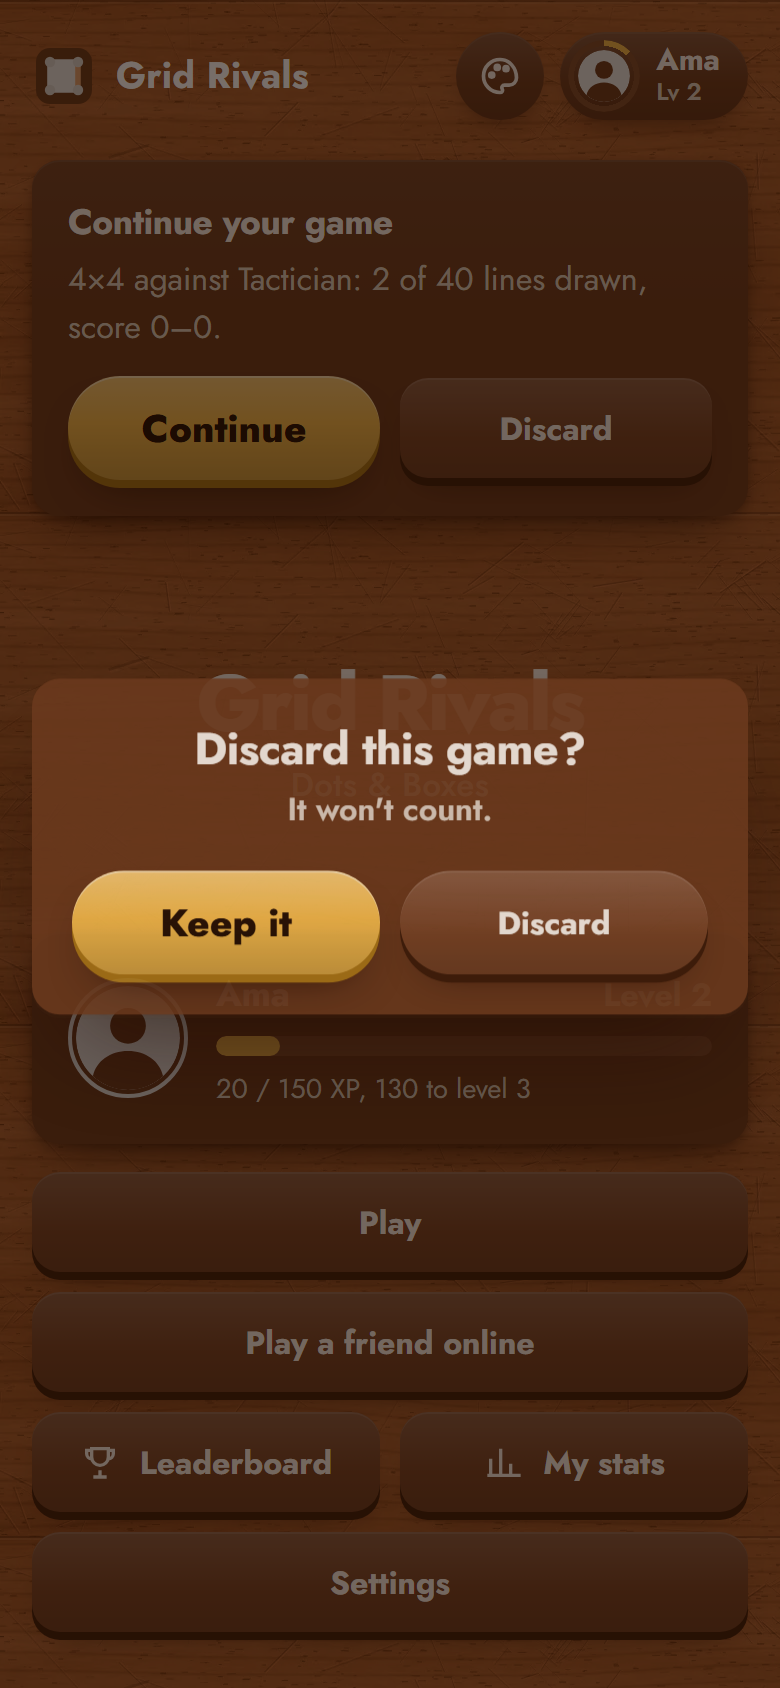 Grid Rivals
Ama
Lv 2
Continue your game
4×4 against Tactician: 2 of 40 lines drawn,
score 0–0.
Continue
Discard
Grid Rivals
Discard this game?
Dots & Boxes
It won't count.
Keep it
Discard
Ama
Level 2
20 / 150 XP, 130 to level 3
Play
Play a friend online
Leaderboard
My stats
Settings